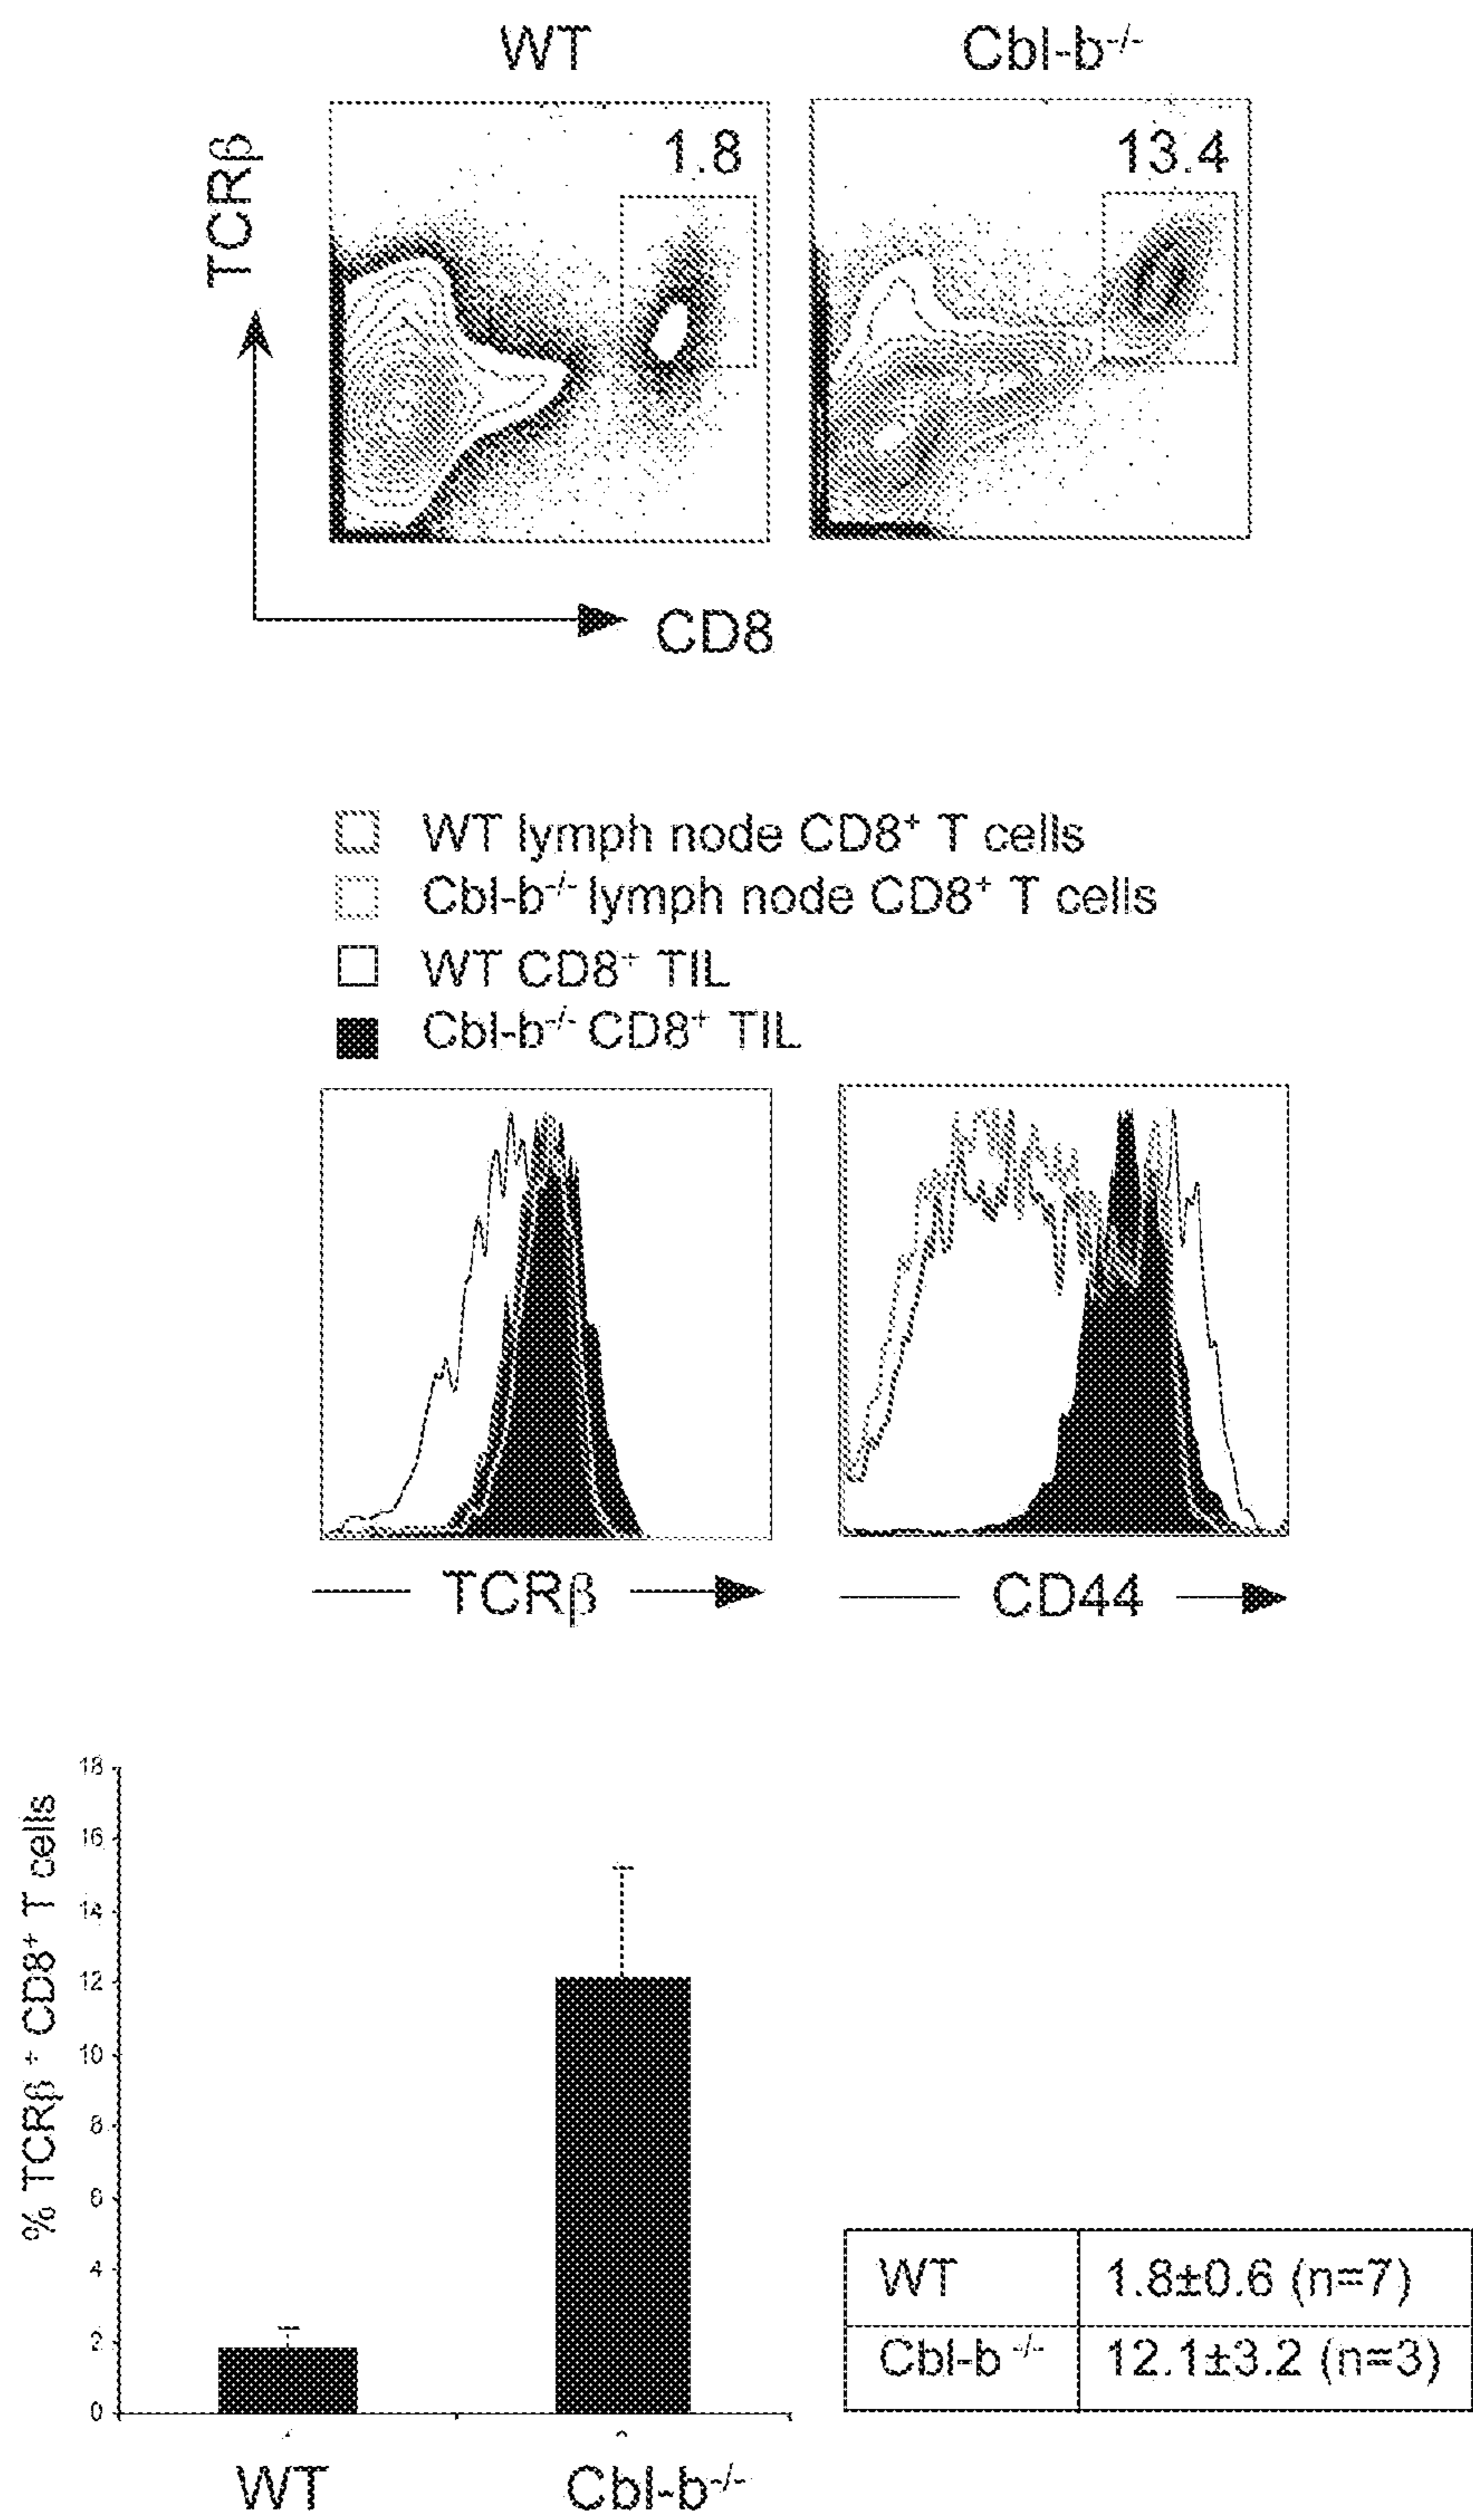 WT Cbl-b-/-
TCRβ
1.8 13.4
CD8
WT lymph node CD8+ T cells
Cbl-b-/- lymph node CD8+ T cells
WT CD8+ TIL
Cbl-b-/- CD8+ TIL
TCRβ CD44
% TCRβ + CD8+ T cells
18
16
14
12
10
8
6
4
2
0
WT Cbl-b-/-
WT 1.8±0.6 (n=7)
Cbl-b -/- 12.1±3.2 (n=3)